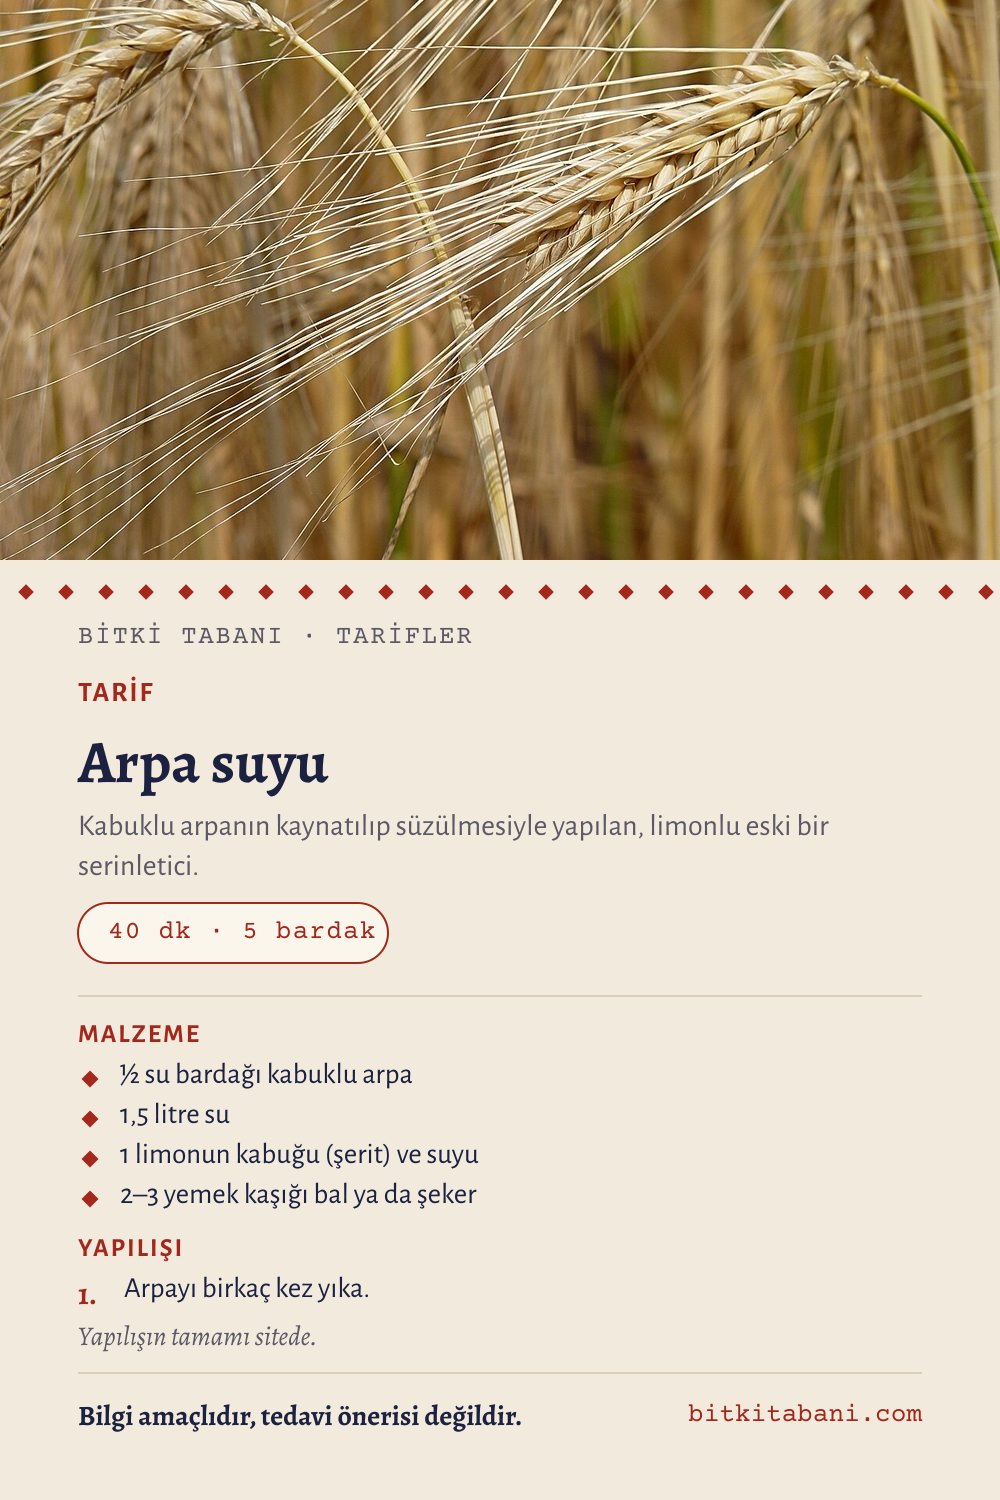 BİTKİ TABANI · TARİFLER
TARİF
Arpa suyu
Kabuklu arpanın kaynatılıp süzülmesiyle yapılan, limonlu eski bir
serinletici.
40 dk · 5 bardak
MALZEME
½ su bardağı kabuklu arpa
1,5 litre su
1 limonun kabuğu (şerit) ve suyu
2–3 yemek kaşığı bal ya da şeker
YAPILIŞI
1. Arpayı birkaç kez yıka.
Yapılışın tamamı sitede.
Bilgi amaçlıdır, tedavi önerisi değildir. bitkitabani.com